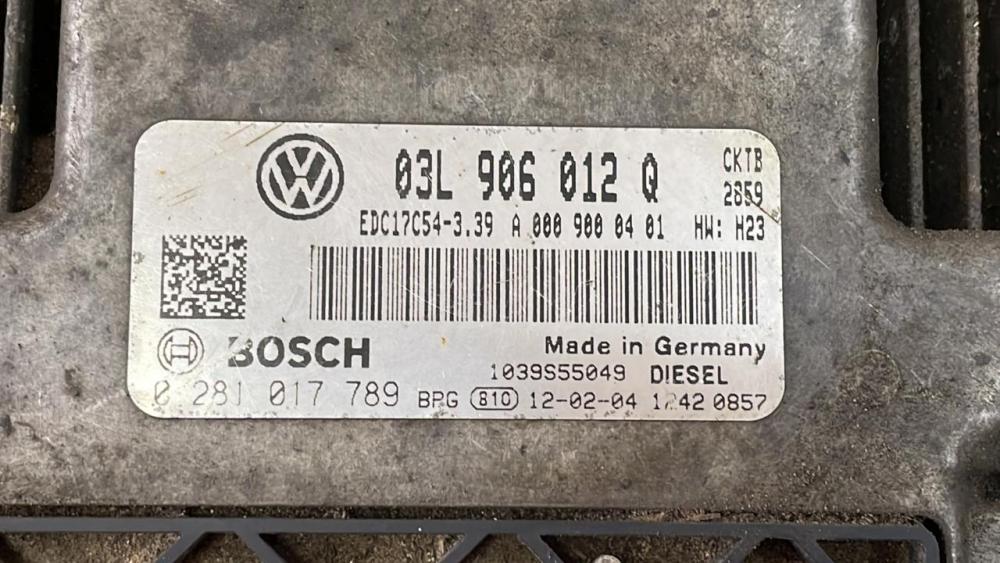 03L 906 012 Q
CKTB
2859
EDC17C54-3.39 A 000 900 04 01 HW: H23
BOSCH
Made in Germany
1039S55049 DIESEL
0 281 017 789 BPG 810 12-02-04 0857